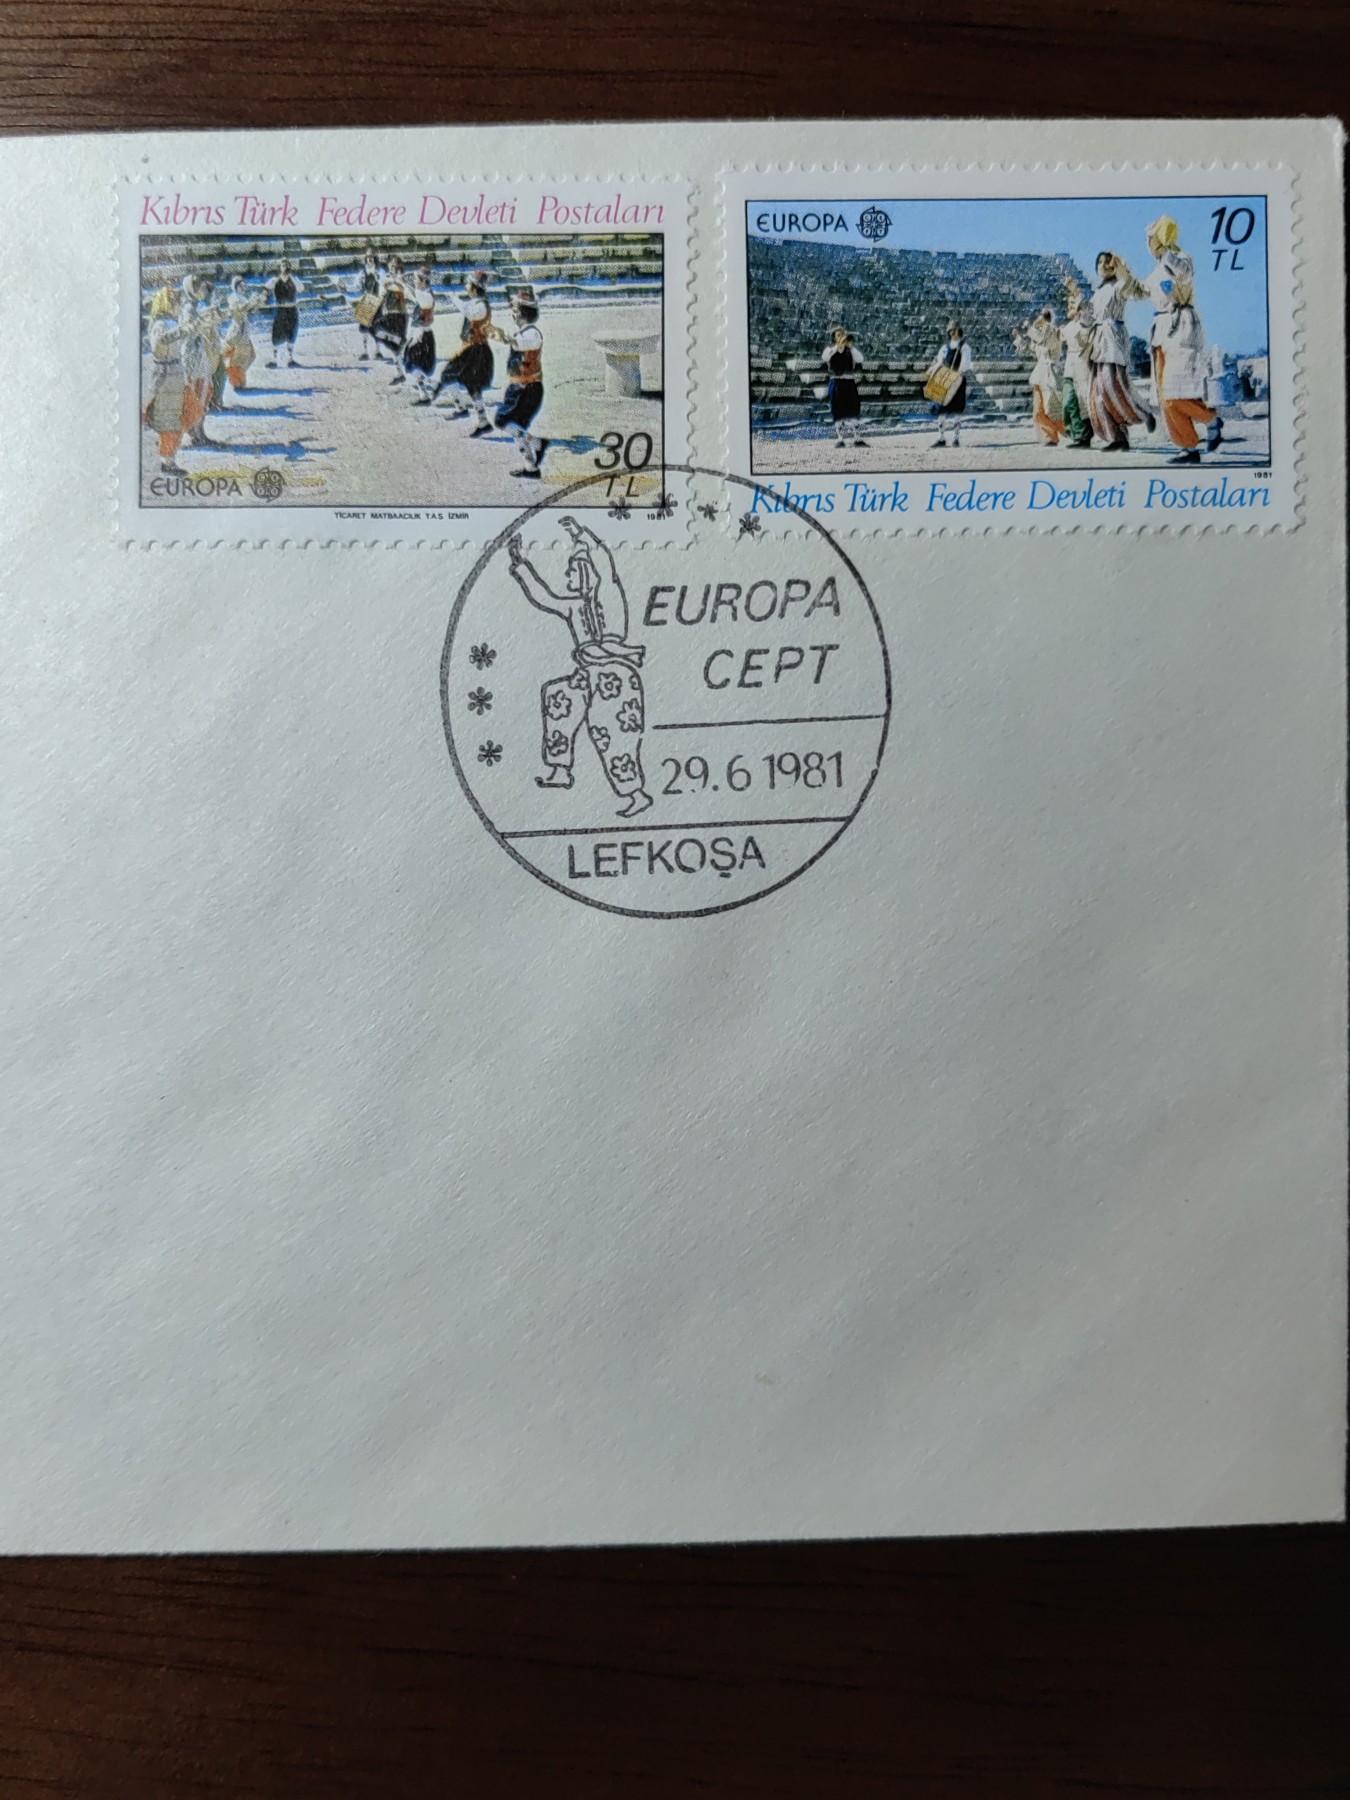 Kıbrıs Türk Federe Devleti Postaları
30
TL
EUROPA
TİCARET MATBAACILIK T.A.S. İZMİR
1981
EUROPA
10
TL
1981
Kıbrıs Türk Federe Devleti Postaları
EUROPA
CEPT
29.6 1981
LEFKOŞA